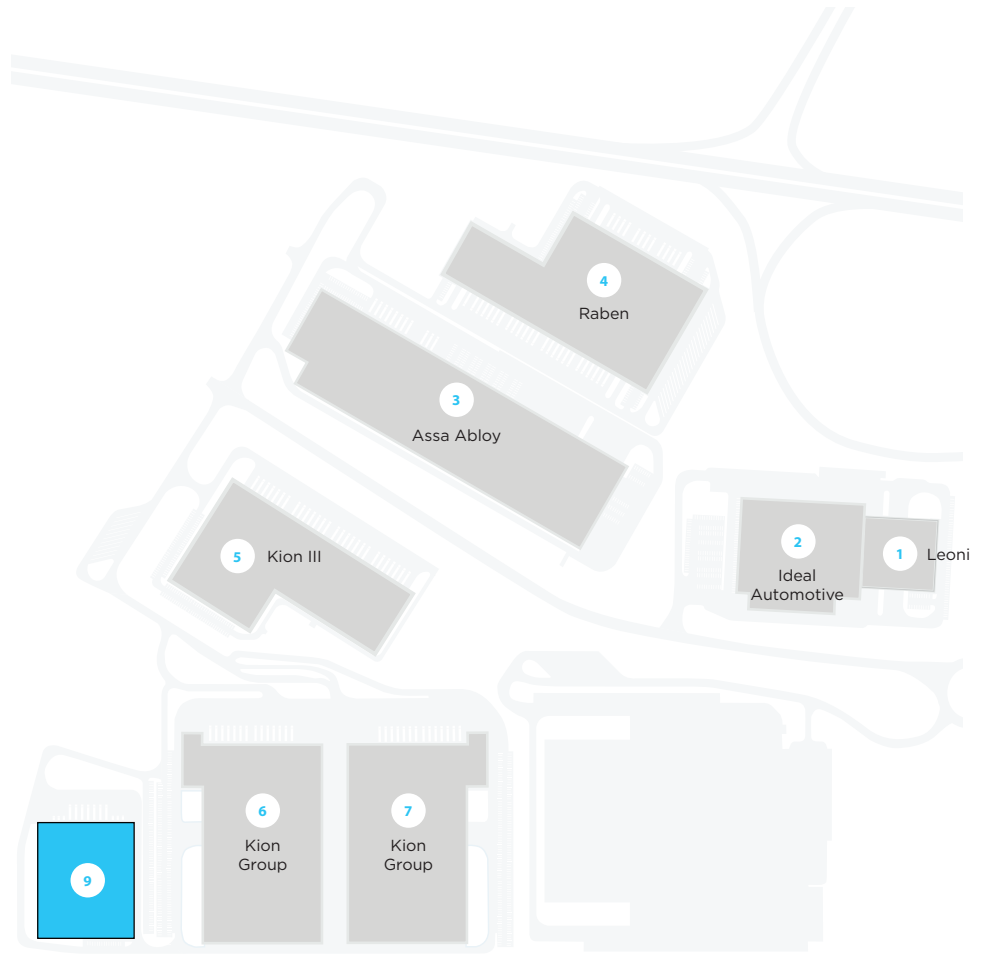 4
Raben
3
Assa Abloy
5
Kion III
2
Ideal
Automotive
1
Leoni
6
Kion
Group
7
Kion
Group
9